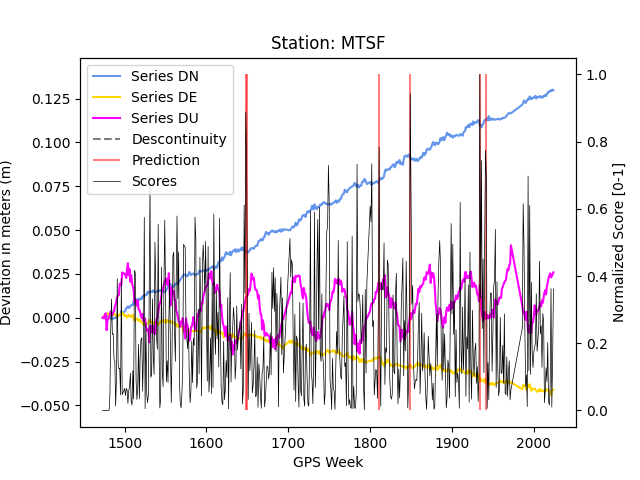 Station: MTSF
Series DN
Series DE
Series DU
Discontinuity
Prediction
Scores
Deviation in meters (m)
0.125
0.100
0.075
0.050
0.025
0.000
−0.025
−0.050
1.0
0.8
0.6
0.4
0.2
0.0
Normalized Score [0-1]
1500
1600
1700
1800
1900
2000
GPS Week